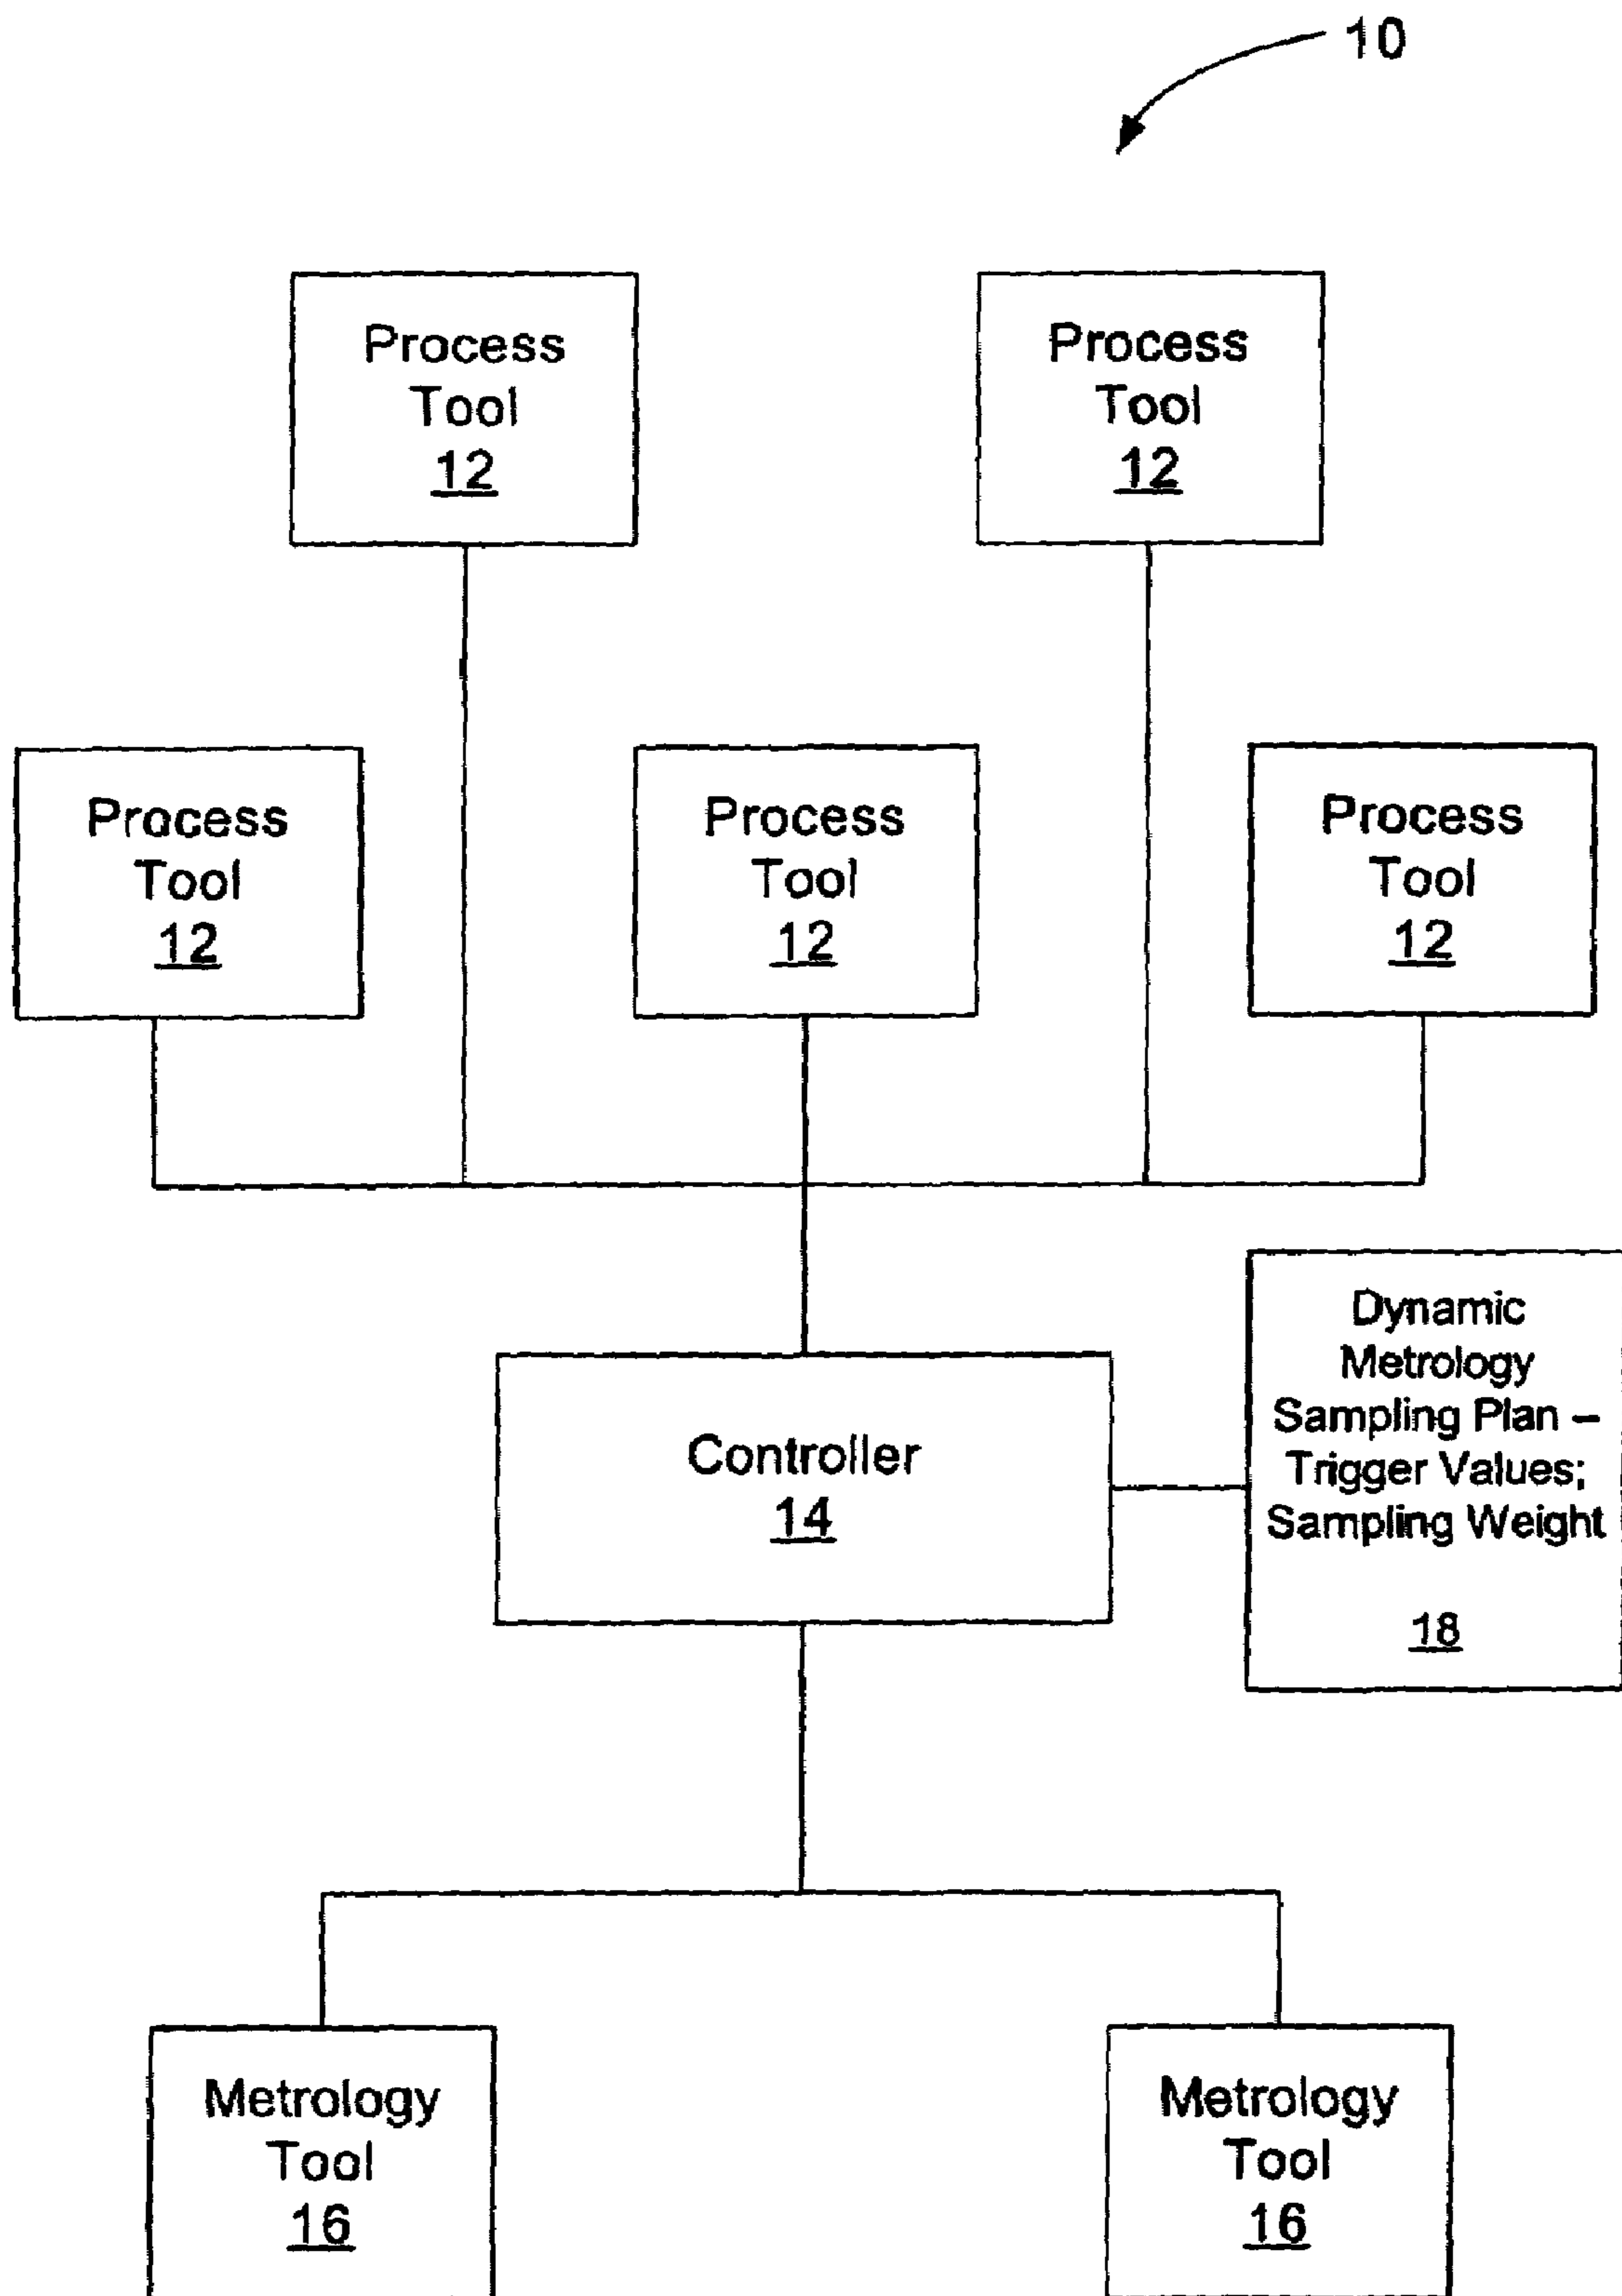 10
Process
Tool
12
Process
Tool
12
Process
Tool
12
Process
Tool
12
Process
Tool
12
Controller
14
Dynamic
Metrology
Sampling Plan –
Trigger Values;
Sampling Weight
18
Metrology
Tool
16
Metrology
Tool
16